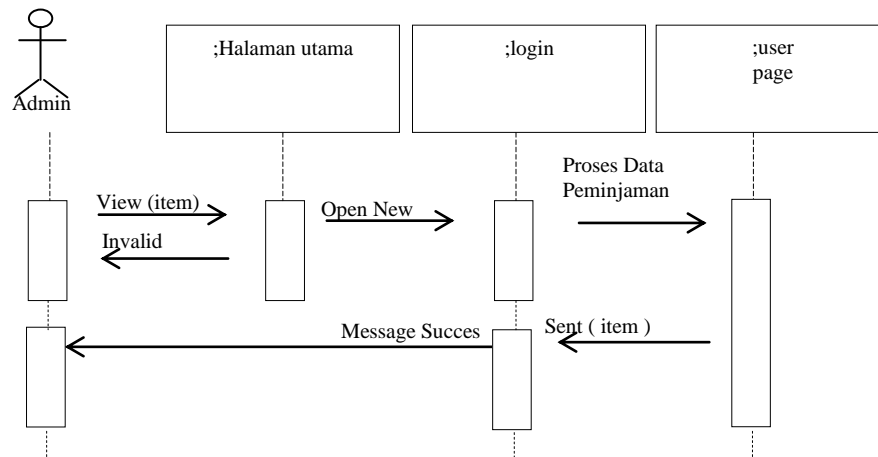 ;Halaman utama
;login
;user
page
Admin
Proses Data
Peminjaman
View (item)
Open New
Invalid
Message Succes
Sent ( item )